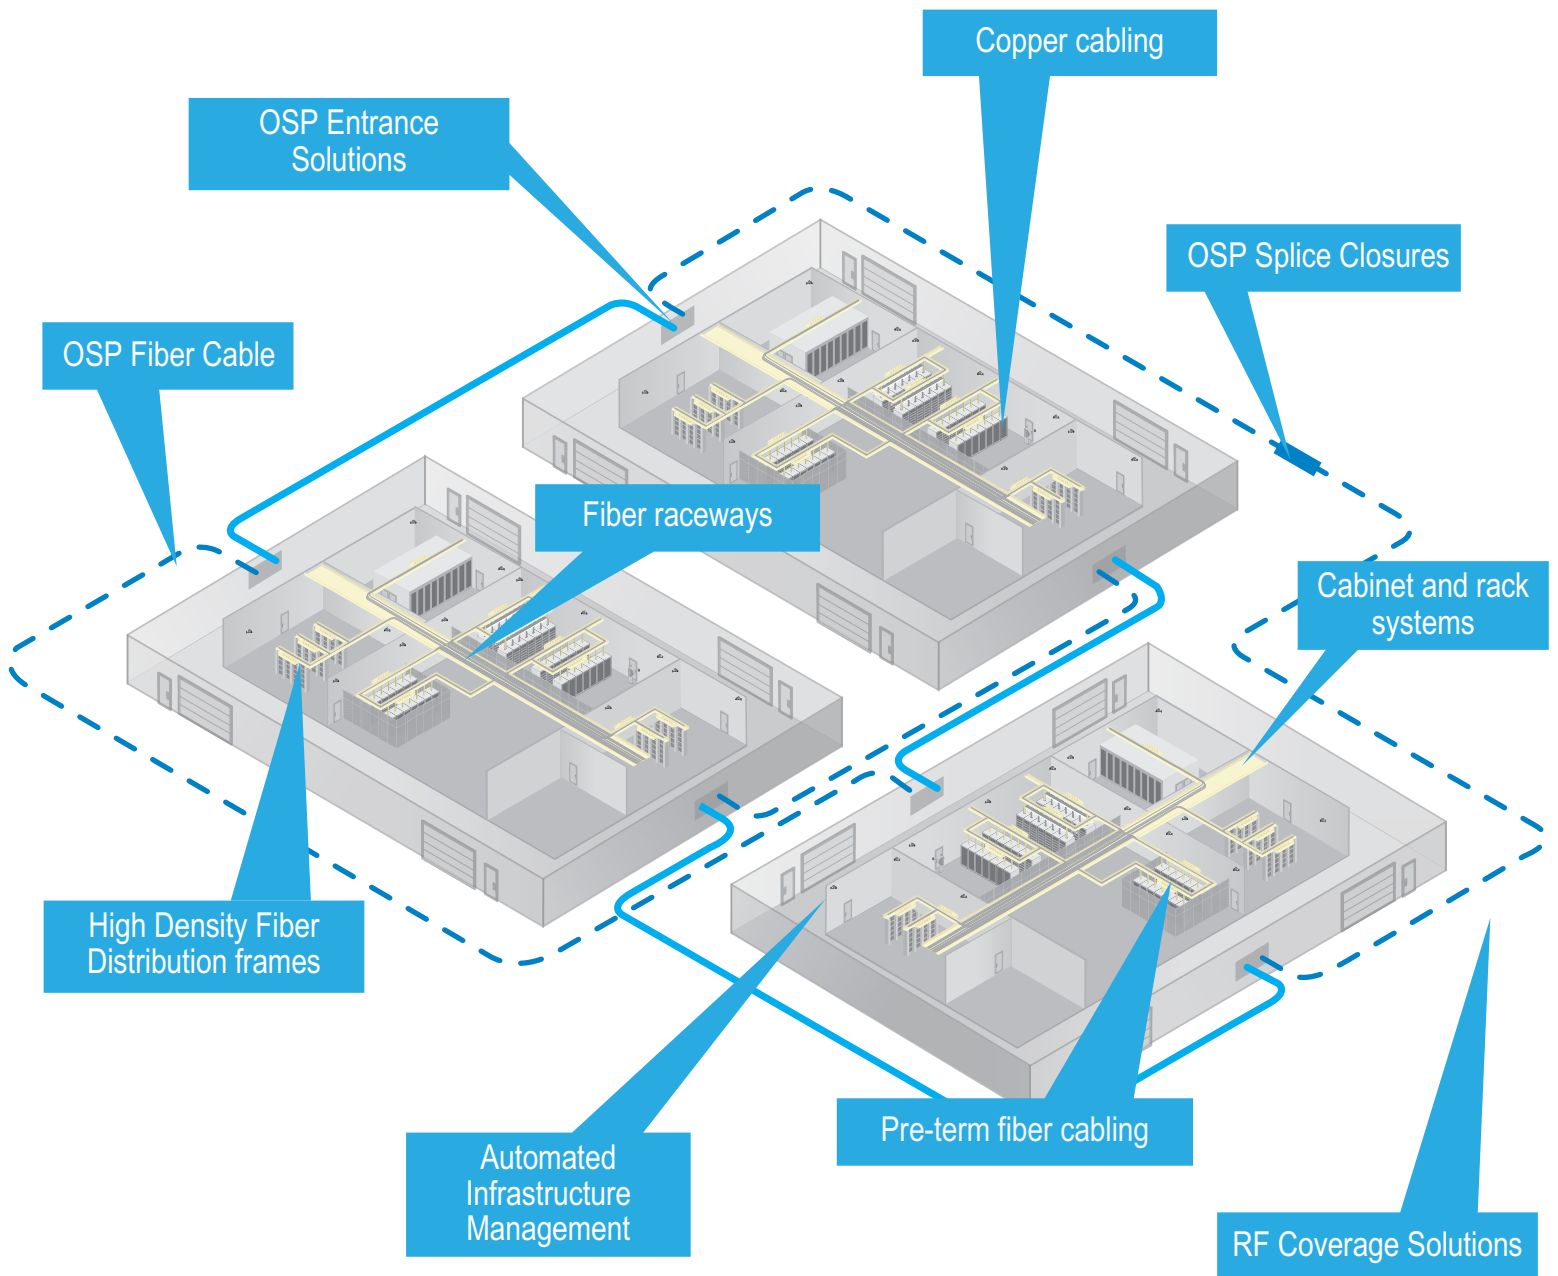 Copper cabling
OSP Entrance
Solutions
OSP Splice Closures
OSP Fiber Cable
Fiber raceways
Cabinet and rack
systems
High Density Fiber
Distribution frames
Pre-term fiber cabling
Automated
Infrastructure
Management
RF Coverage Solutions